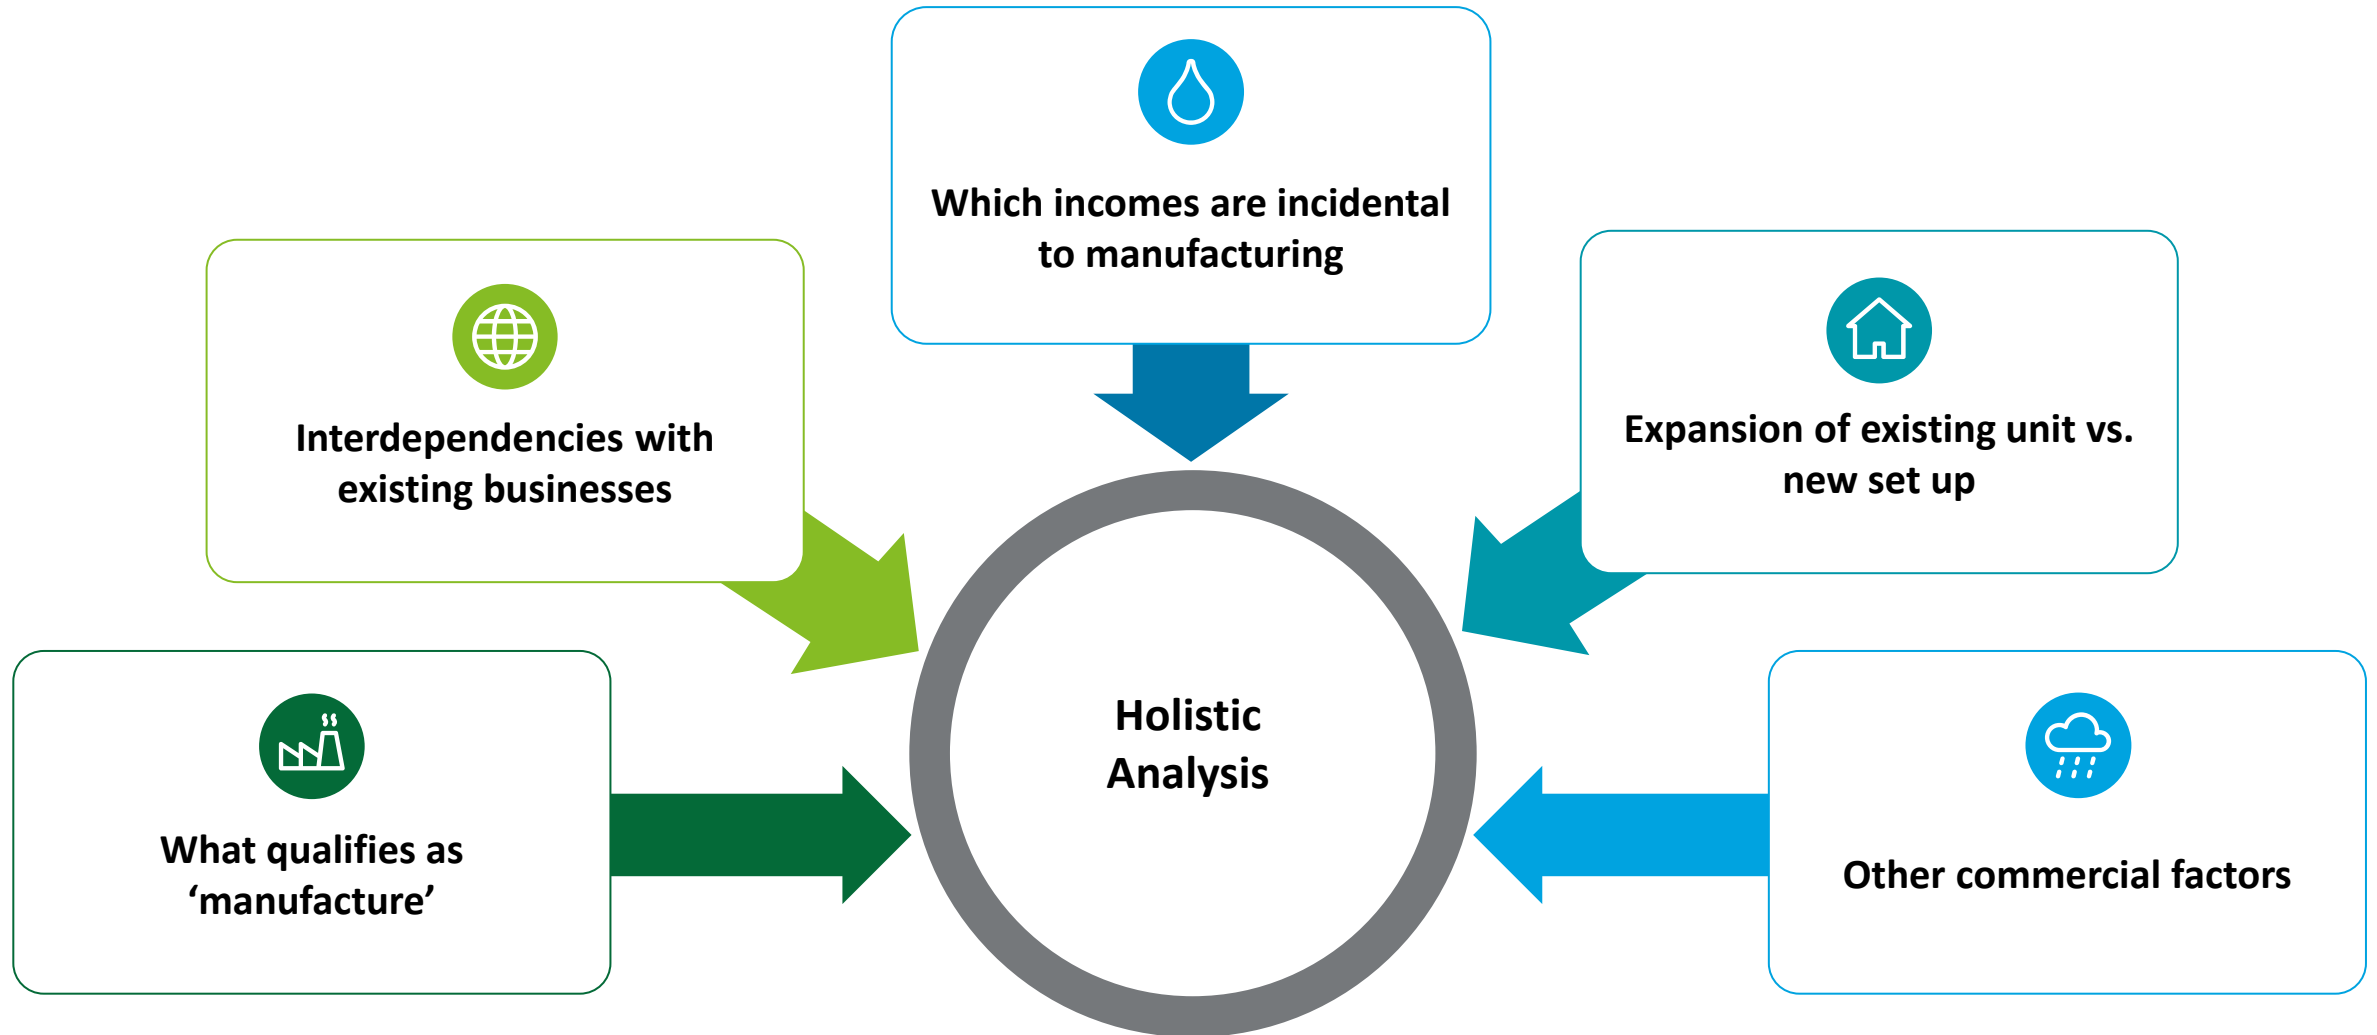 Which incomes are incidental
to manufacturing
Interdependencies with
existing businesses
Expansion of existing unit vs.
new set up
What qualifies as
‘manufacture’
Holistic
Analysis
Other commercial factors